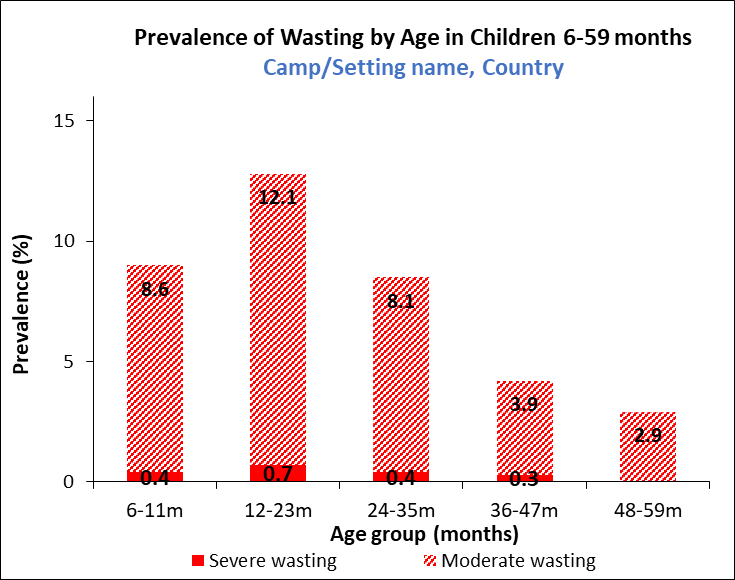 Prevalence of Wasting by Age in Children 6-59 months
Camp/Setting name, Country
15
10
5
0
Prevalence (%)
8.6
12.1
8.1
3.9
2.9
0.4
0.7
0.4
0.3
6-11m
12-23m
24-35m
36-47m
48-59m
Age group (months)
Severe wasting
Moderate wasting